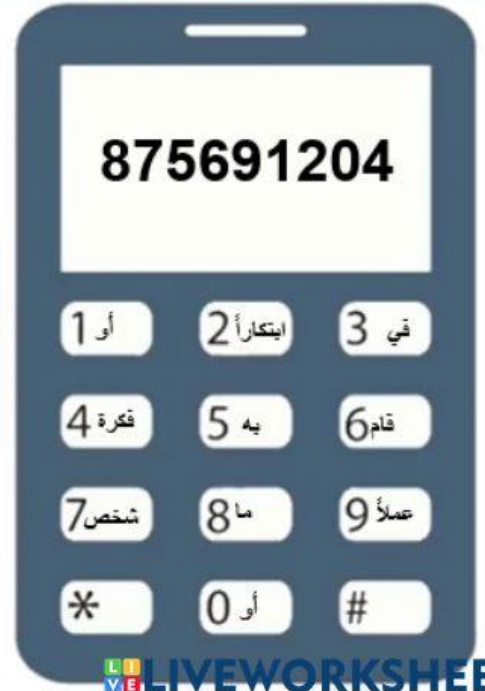 875691204
1 أو 2 ابتكاراً 3 في
4 فكرة 5 به 6 قام
7 شخص 8 ما 9 عملاً
* 0 أو #
LIVE LIVEWORKSHEE